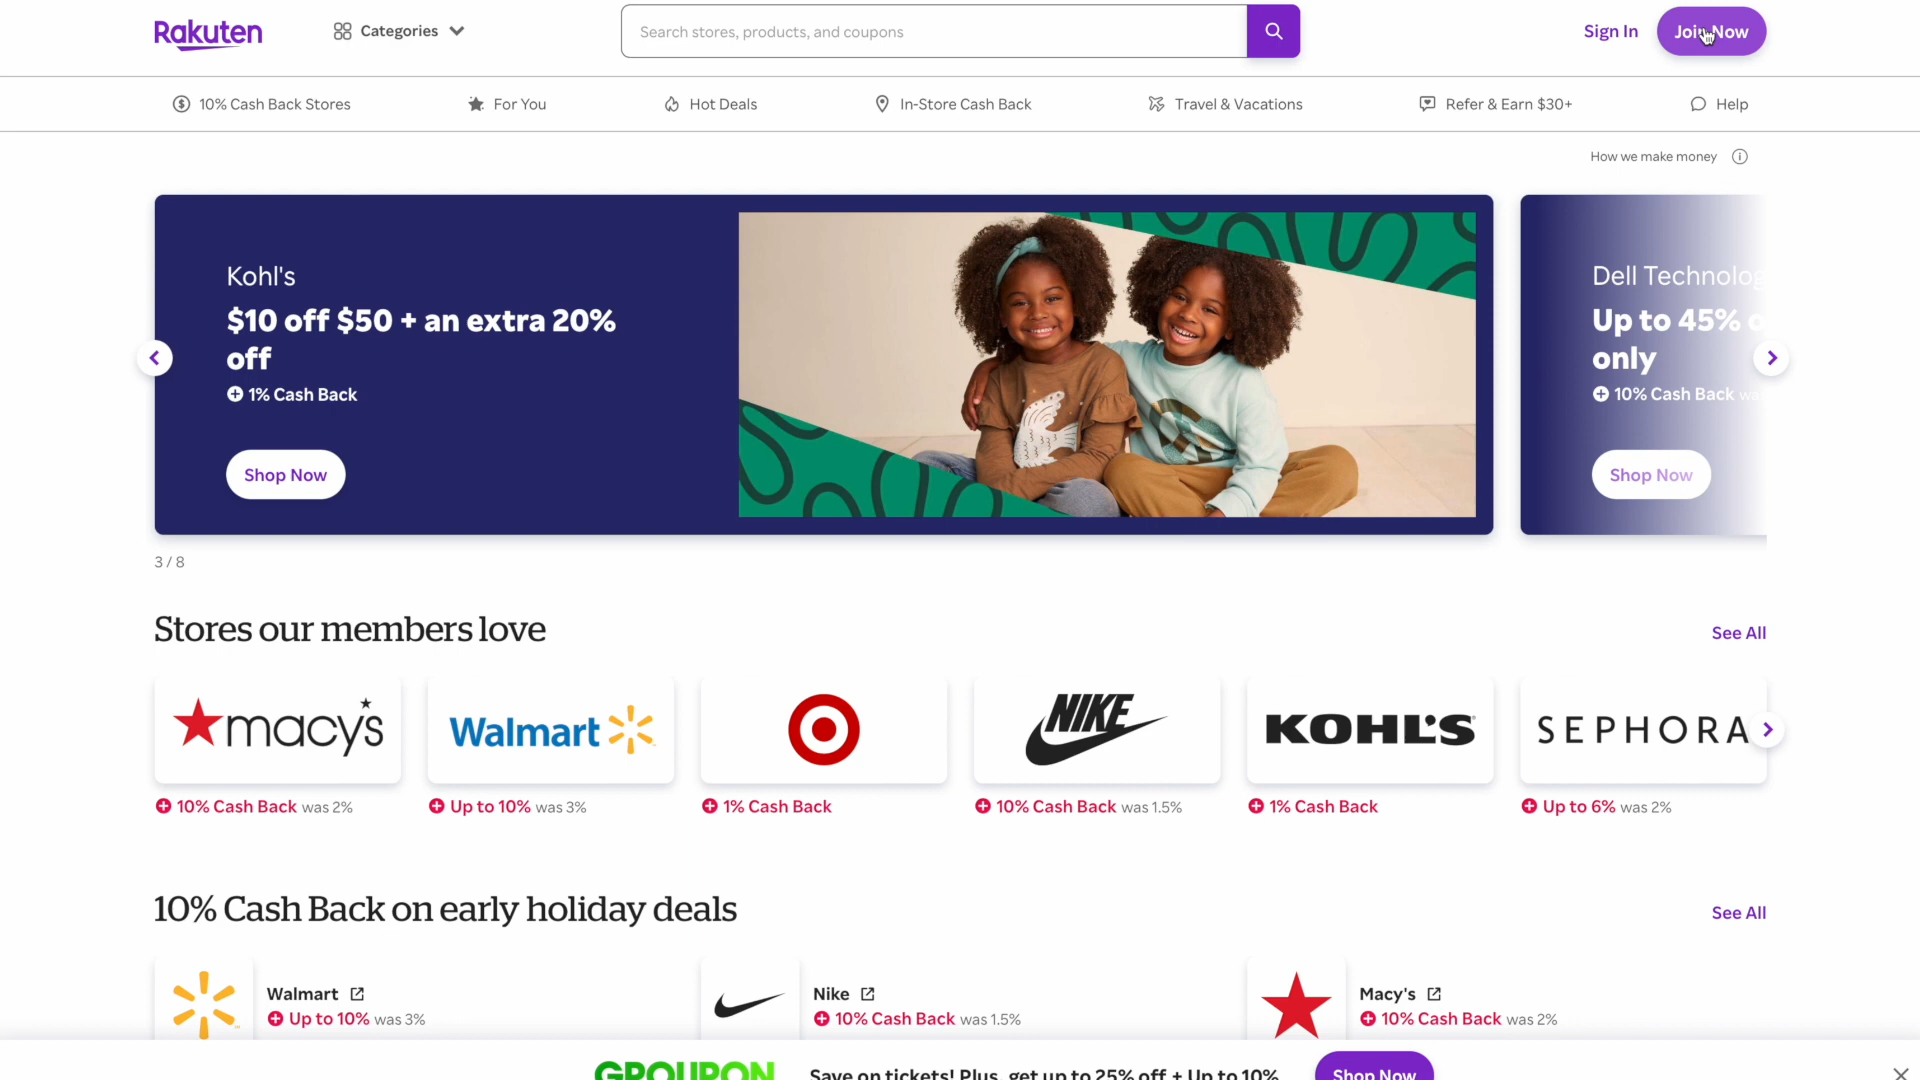 Rakuten
Categories
Search stores, products, and coupons
Sign In
Join Now
10% Cash Back Stores
For You
Hot Deals
In-Store Cash Back
Travel & Vacations
Refer & Earn $30+
Help
How we make money
Kohl's
$10 off $50 + an extra 20%
off
1% Cash Back
Shop Now
Dell Technolog
Up to 45% o
only
10% Cash Back wa
Shop Now
3 / 8
Stores our members love
See All
macy's
Walmart
NIKE
KOHL'S
SEPHORA
10% Cash Back was 2%
Up to 10% was 3%
1% Cash Back
10% Cash Back was 1.5%
1% Cash Back
Up to 6% was 2%
10% Cash Back on early holiday deals
See All
Walmart
Up to 10% was 3%
Nike
10% Cash Back was 1.5%
Macy's
10% Cash Back was 2%
GROUPON
Save on tickets! Plus, get up to 25% off + Up to 10%
Shop Now